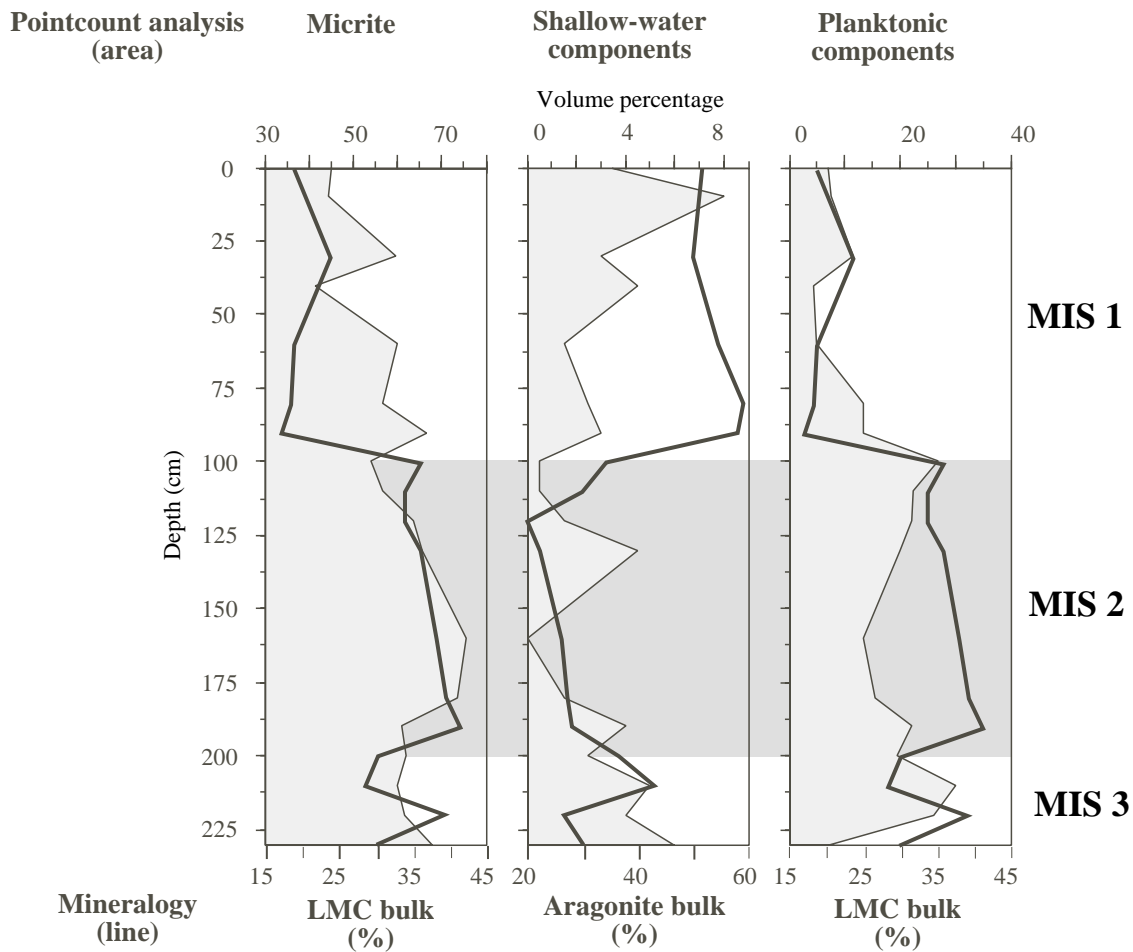 Pointcount analysis
(area)
Micrite
Shallow-water
components
Planktonic
components
Volume percentage
30 50 70
0 4 8
0 20 40
0
25
50
75
100
125
150
175
200
225
Depth (cm)
MIS 1
MIS 2
MIS 3
15 25 35 45
20 40 60
15 25 35 45
Mineralogy
(line)
LMC bulk
(%)
Aragonite bulk
(%)
LMC bulk
(%)